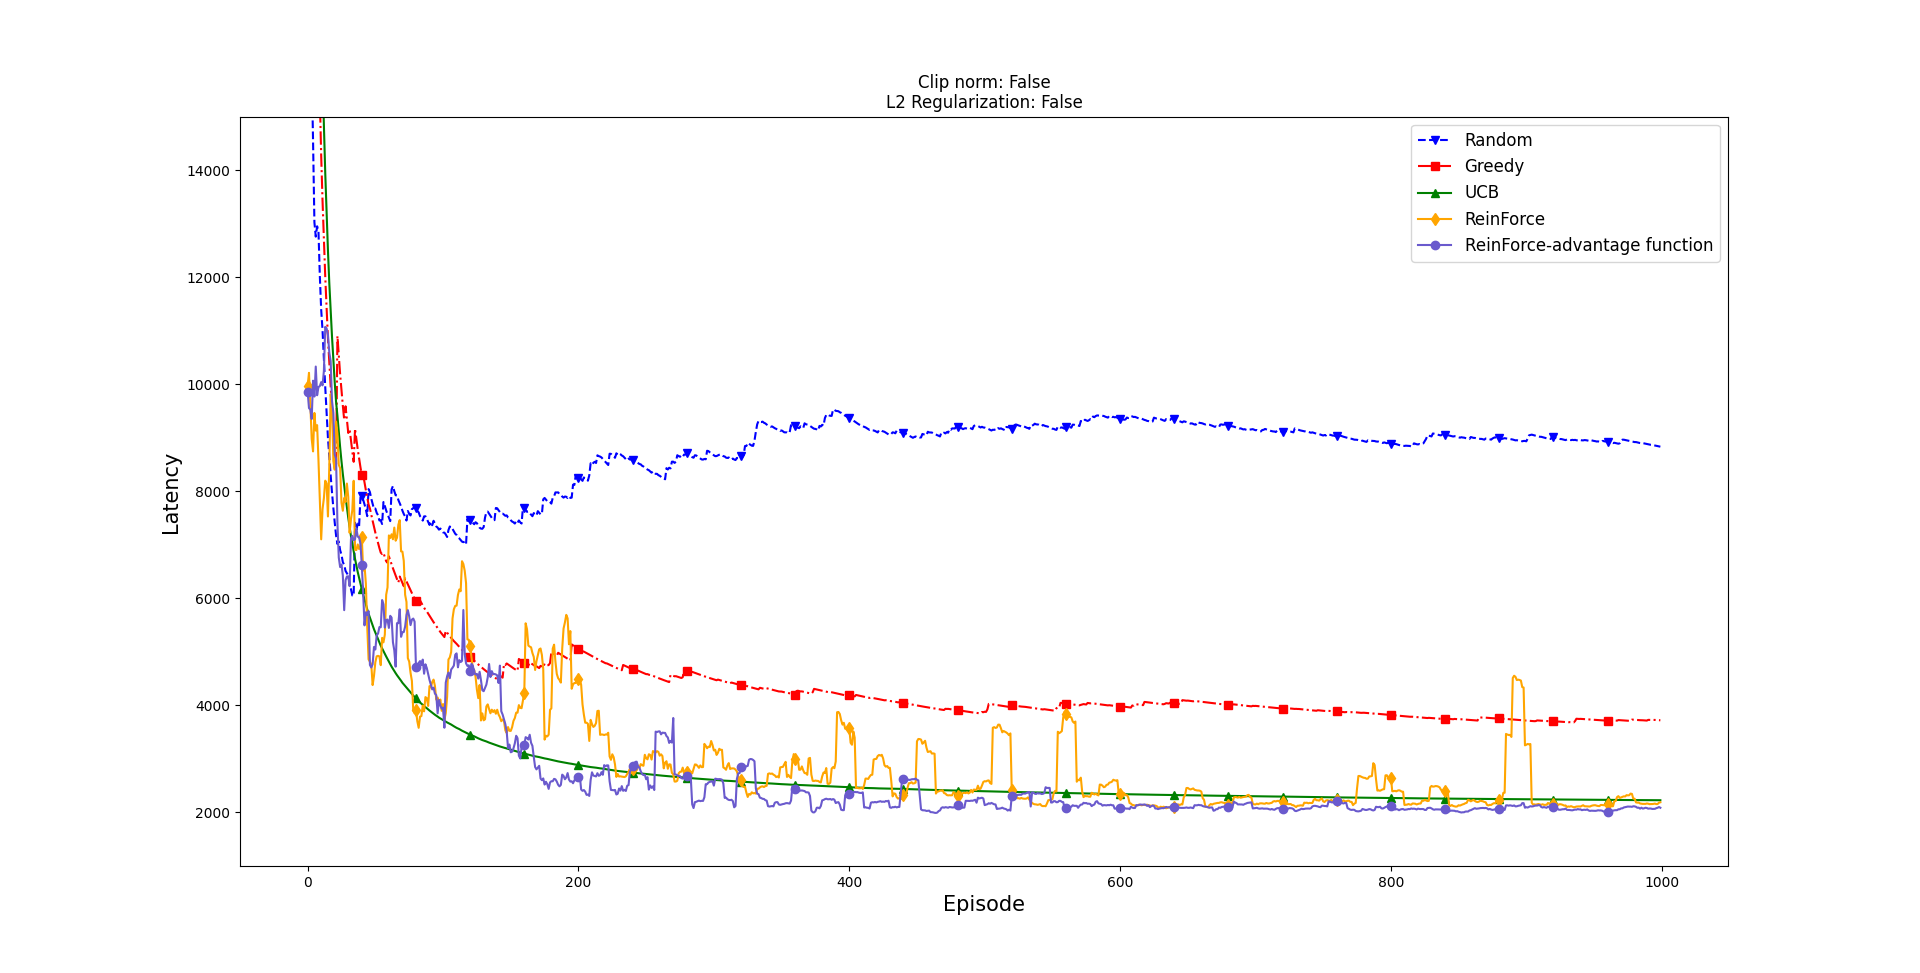 Clip norm: False
L2 Regularization: False
Random
Greedy
UCB
ReinForce
ReinForce-advantage function
Latency
14000
12000
10000
8000
6000
4000
2000
0
200
400
600
800
1000
Episode